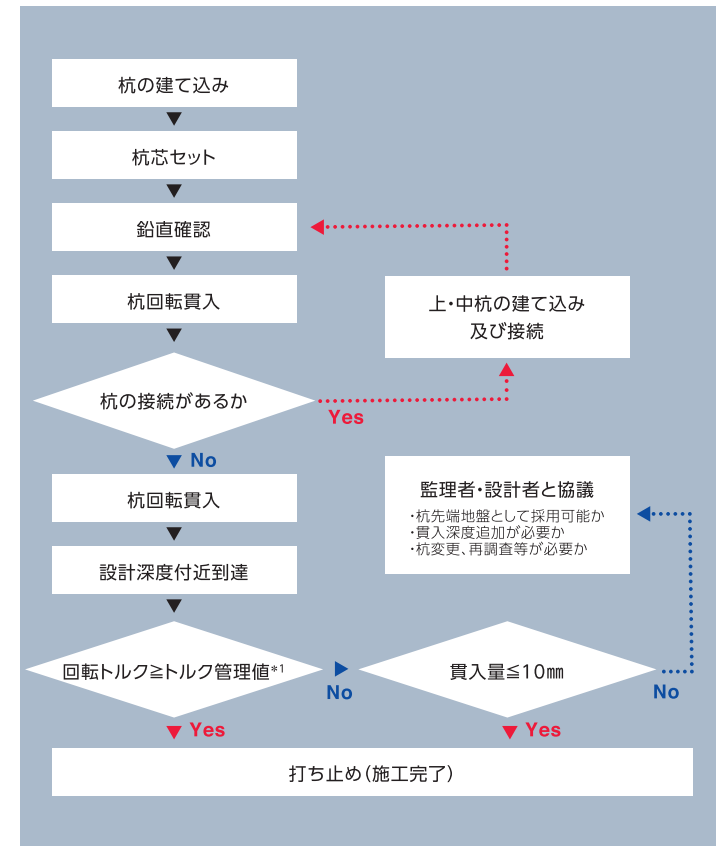 杭の建て込み
杭芯セット
鉛直確認
杭回転貫入
上・中杭の建て込み
及び接続
杭の接続があるか
Yes
No
杭回転貫入
監理者・設計者と協議
・杭先端地盤として採用可能か
・貫入深度追加が必要か
・杭変更、再調査等が必要か
設計深度付近到達
回転トルク≧トルク管理値*1
No
貫入量≦10㎜
No
Yes
Yes
打ち止め(施工完了)